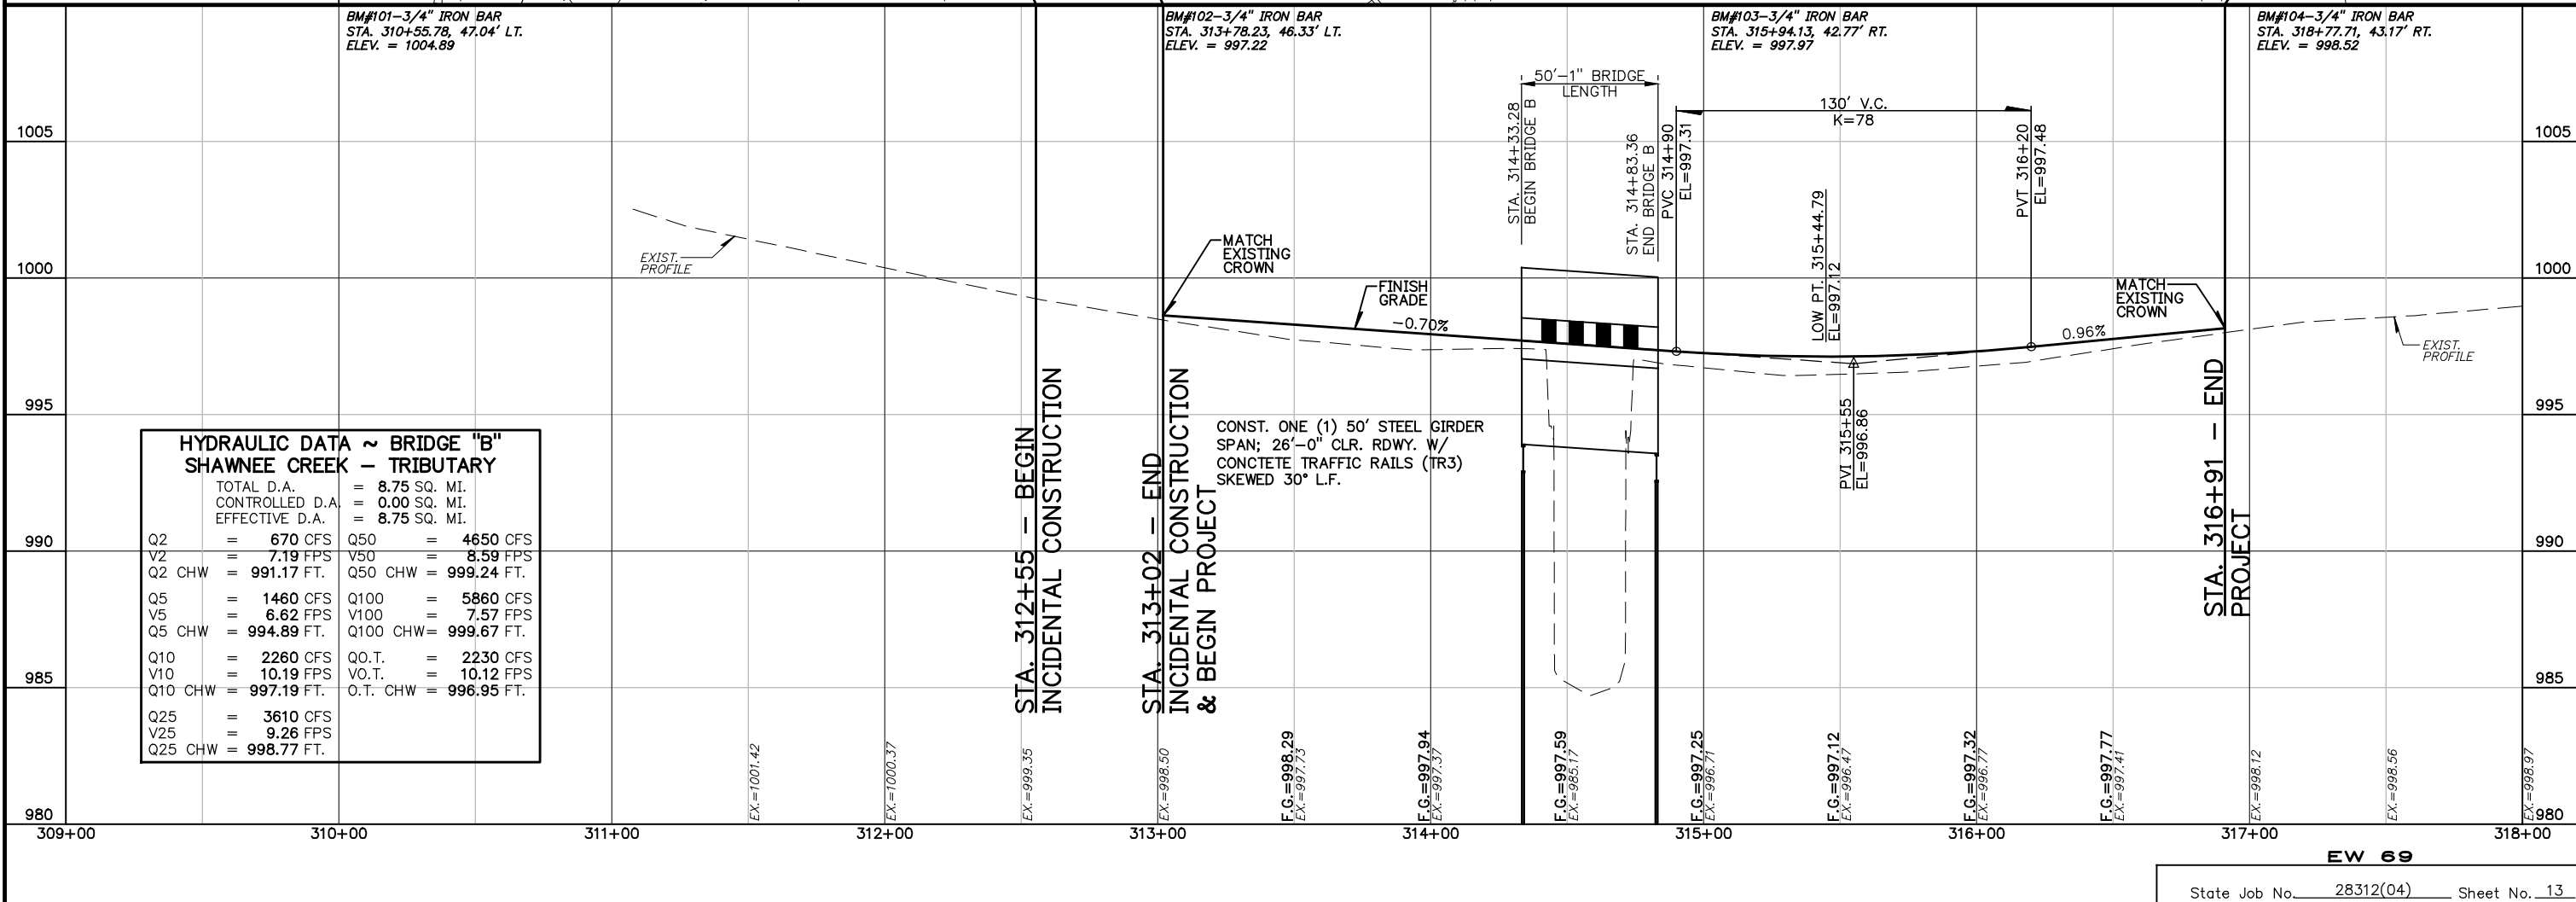 BM#101-3/4" IRON BAR
STA. 310+55.78, 47.04' LT.
ELEV. = 1004.89
BM#102-3/4" IRON BAR
STA. 313+78.23, 46.33' LT.
ELEV. = 997.22
BM#103-3/4" IRON BAR
STA. 315+94.13, 42.77' RT.
ELEV. = 997.97
BM#104-3/4" IRON BAR
STA. 318+77.71, 43.17' RT.
ELEV. = 998.52
50'-1" BRIDGE
LENGTH
STA. 314+33.28
BEGIN BRIDGE B
STA. 314+83.36
END BRIDGE B
PVC 314+90
EL=997.31
130' V.C.
K=78
LOW PT. 315+44.79
EL=997.12
PVT 316+20
EL=997.48
1005
1005
1000
1000
995
995
990
990
985
985
980
980
EXIST.
PROFILE
MATCH
EXISTING
CROWN
FINISH
GRADE
-0.70%
MATCH
EXISTING
CROWN
0.96%
EXIST.
PROFILE
PVI 315+55
EL=996.86
CONST. ONE (1) 50' STEEL GIRDER
SPAN; 26'-0" CLR. RDWY. W/
CONCTETE TRAFFIC RAILS (TR3)
SKEWED 30° L.F.
STA. 312+55 - BEGIN
INCIDENTAL CONSTRUCTION
STA. 313+02 - END
INCIDENTAL CONSTRUCTION
& BEGIN PROJECT
STA. 316+91 - END
PROJECT
HYDRAULIC DATA ~ BRIDGE "B"
SHAWNEE CREEK - TRIBUTARY
TOTAL D.A. = 8.75 SQ. MI.
CONTROLLED D.A. = 0.00 SQ. MI.
EFFECTIVE D.A. = 8.75 SQ. MI.
Q2 = 670 CFS Q50 = 4650 CFS
V2 = 7.19 FPS V50 = 8.59 FPS
Q2 CHW = 991.17 FT. Q50 CHW = 999.24 FT.
Q5 = 1460 CFS Q100 = 5860 CFS
V5 = 6.62 FPS V100 = 7.57 FPS
Q5 CHW = 994.89 FT. Q100 CHW= 999.67 FT.
Q10 = 2260 CFS QO.T. = 2230 CFS
V10 = 10.19 FPS VO.T. = 10.12 FPS
Q10 CHW = 997.19 FT. O.T. CHW = 996.95 FT.
Q25 = 3610 CFS
V25 = 9.26 FPS
Q25 CHW = 998.77 FT.
EX.=1001.42
EX.=1000.37
EX.=999.35
EX.=998.50
F.G.=998.29
EX.=997.73
F.G.=997.94
EX.=997.37
F.G.=997.59
EX.=985.17
F.G.=997.25
EX.=996.71
F.G.=997.12
EX.=996.47
F.G.=997.32
EX.=996.77
F.G.=997.77
EX.=997.41
EX.=998.12
EX.=998.56
EX.=998.97
309+00
310+00
311+00
312+00
313+00
314+00
315+00
316+00
317+00
318+00
EW 69
State Job No. 28312(04) Sheet No. 13